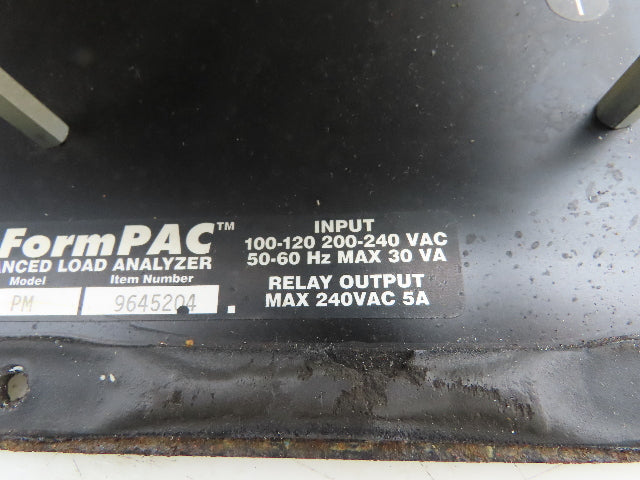 FormPAC™
ANCED LOAD ANALYZER
Model Item Number
PM 9645204
INPUT
100-120 200-240 VAC
50-60 Hz MAX 30 VA
RELAY OUTPUT
MAX 240VAC 5A